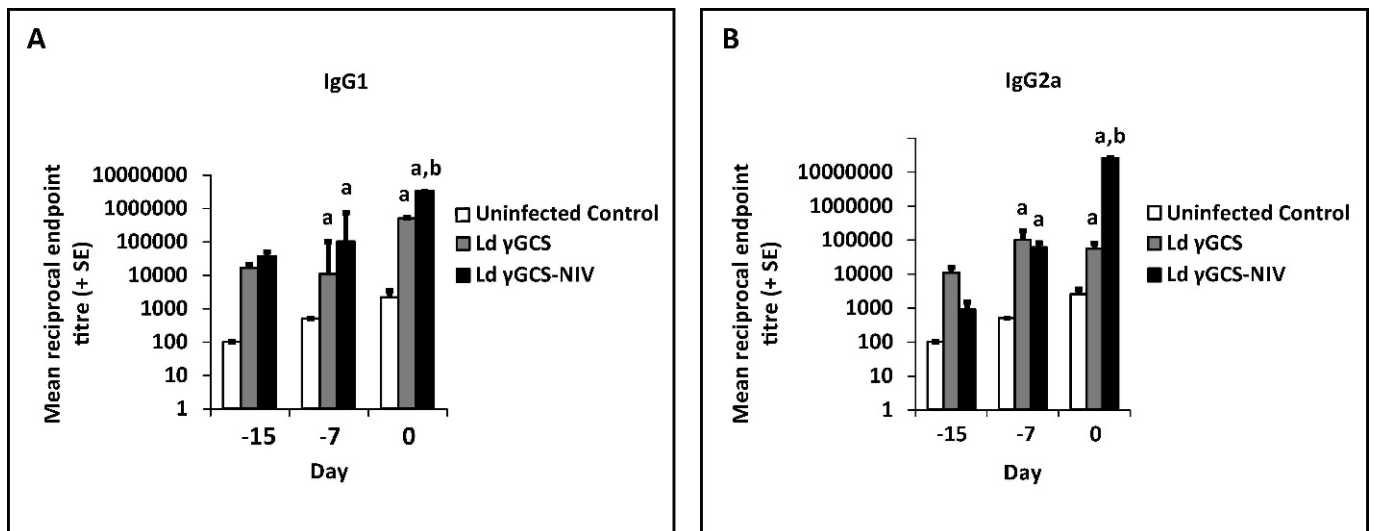 A
IgG1
Mean reciprocal endpoint
titre (+ SE)
10000000
1000000
100000
10000
1000
100
10
1
a
a
a
a,b
-15
-7
0
Day
Uninfected Control
Ld γGCS
Ld γGCS-NIV
B
IgG2a
Mean reciprocal endpoint
titre (+ SE)
10000000
1000000
100000
10000
1000
100
10
1
a
a
a
a,b
-15
-7
0
Day
Uninfected Control
Ld γGCS
Ld γGCS-NIV